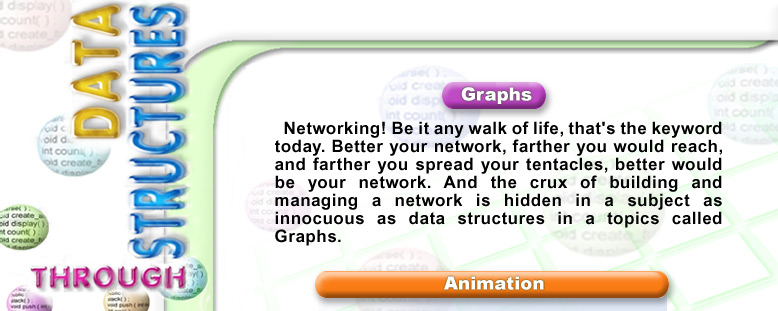 DATA
STRUCTURES
THROUGH
Graphs
Networking! Be it any walk of life, that's the keyword
today. Better your network, farther you would reach,
and farther you spread your tentacles, better would
be your network. And the crux of building and
managing a network is hidden in a subject as
innocuous as data structures in a topics called
Graphs.
Animation